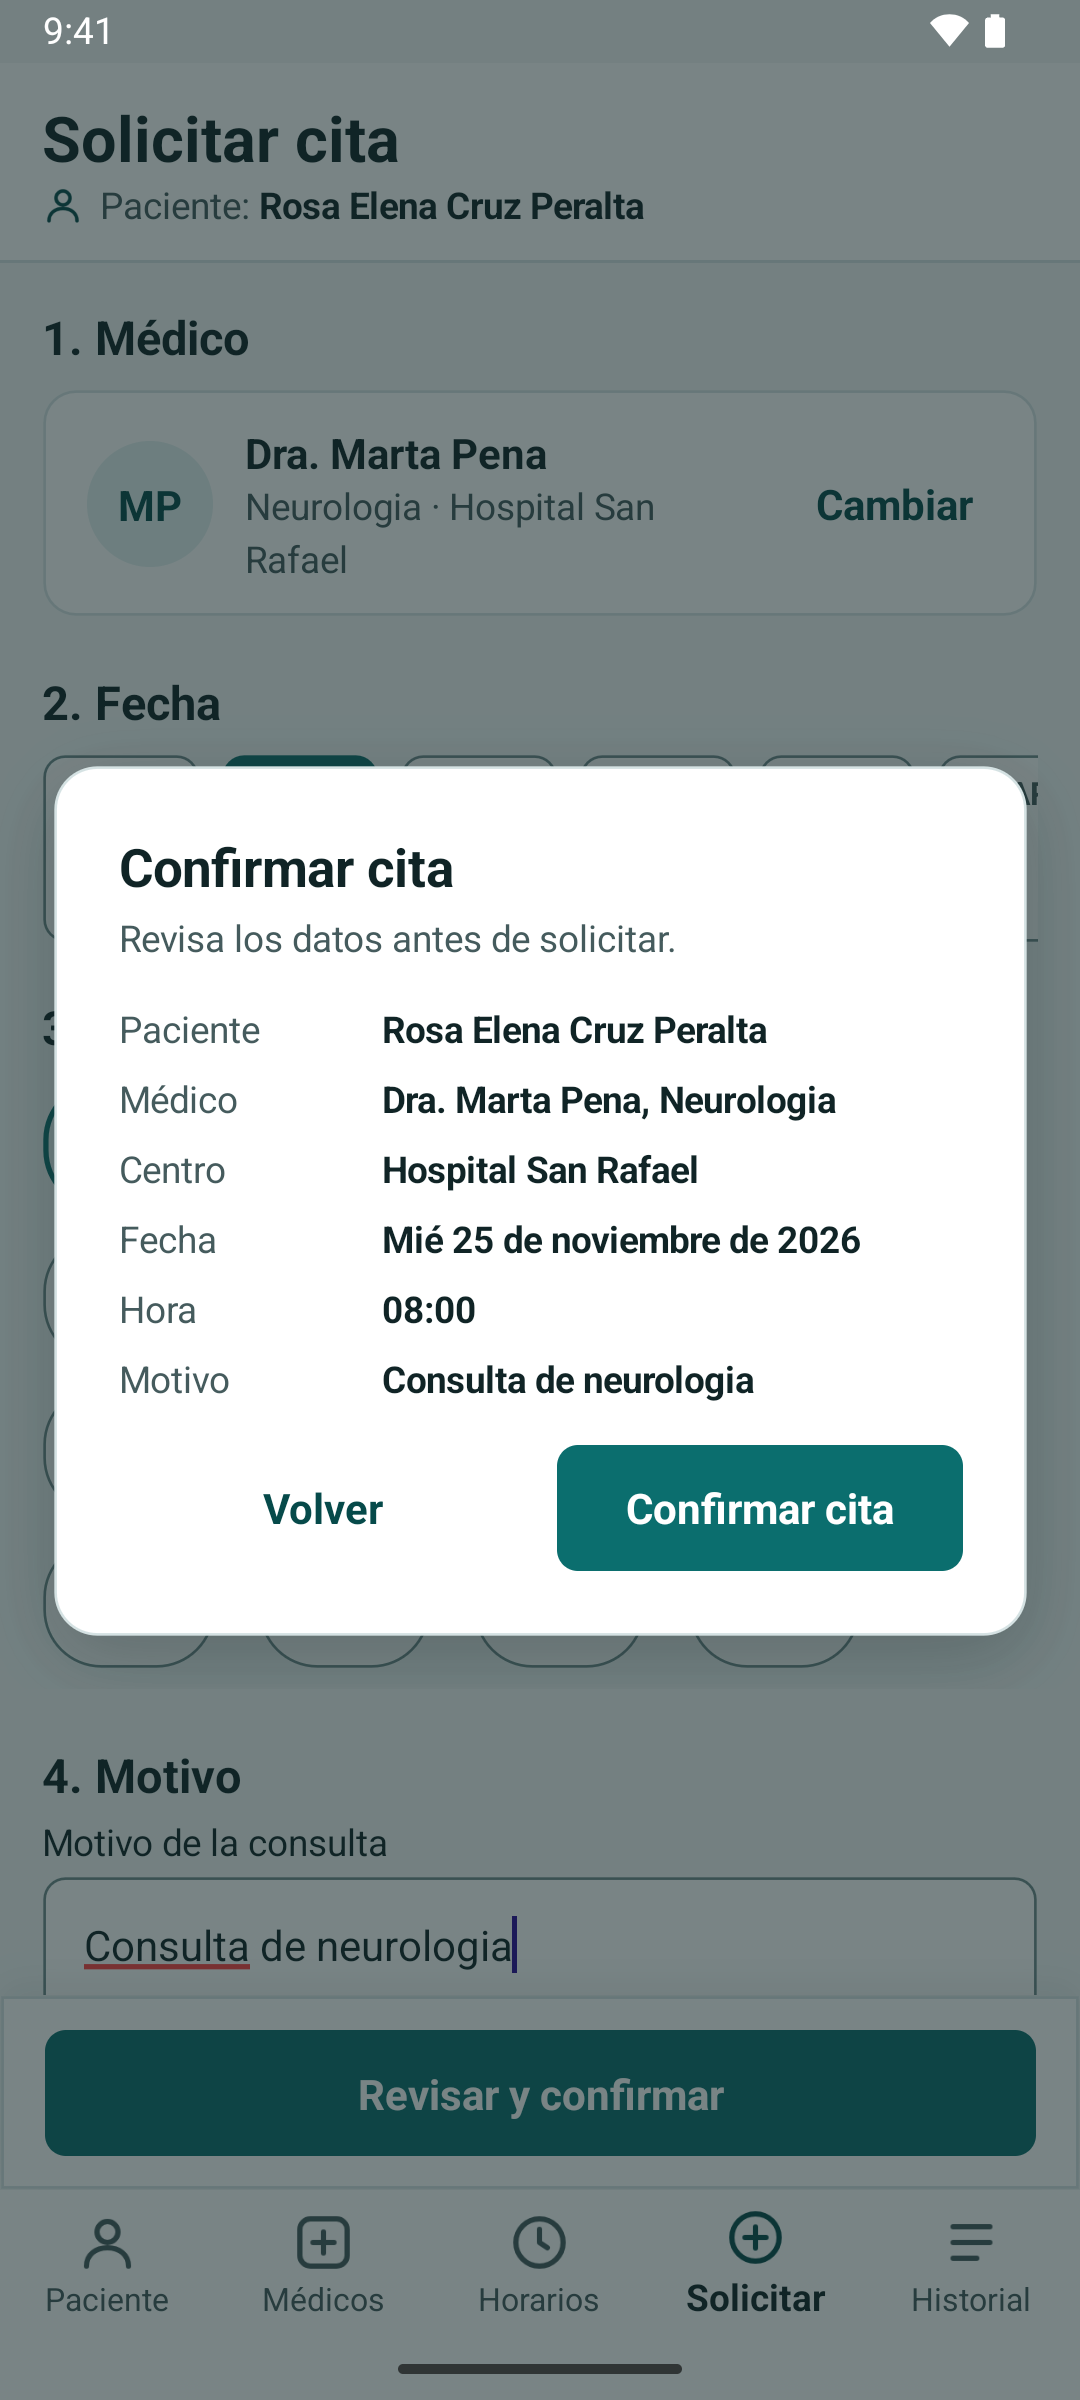 9:41
Solicitar cita
Paciente: Rosa Elena Cruz Peralta
1. Médico
MP
Dra. Marta Pena
Neurologia · Hospital San
Rafael
Cambiar
2. Fecha
Confirmar cita
Revisa los datos antes de solicitar.
Paciente Rosa Elena Cruz Peralta
Médico Dra. Marta Pena, Neurologia
Centro Hospital San Rafael
Fecha Mié 25 de noviembre de 2026
Hora 08:00
Motivo Consulta de neurologia
Volver Confirmar cita
4. Motivo
Motivo de la consulta
Consulta de neurologia
Revisar y confirmar
Paciente Médicos Horarios Solicitar Historial